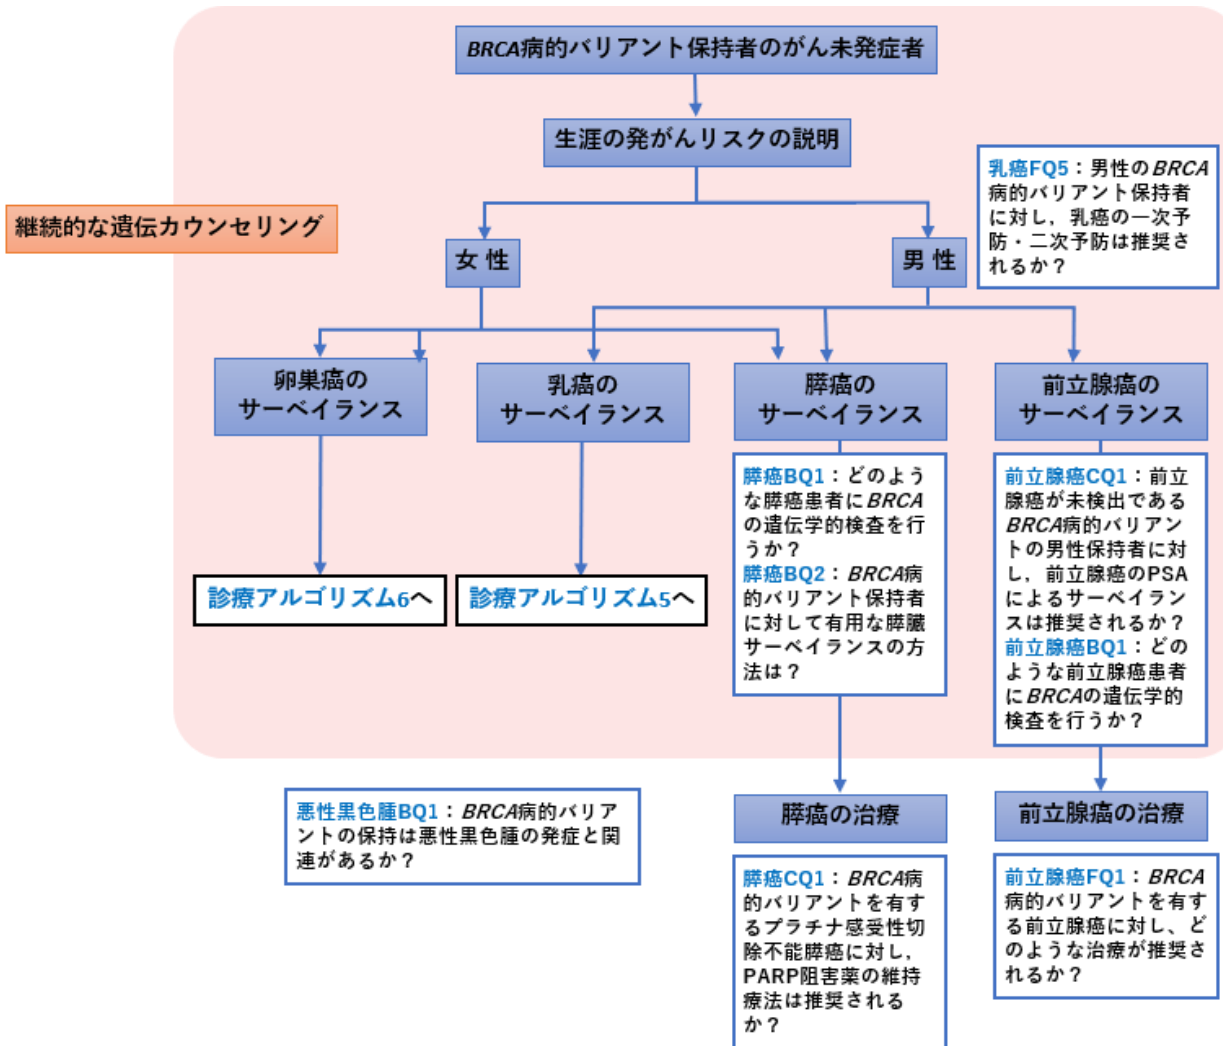 BRCA病的バリアント保持者のがん未発症者
生涯の発がんリスクの説明
継続的な遺伝カウンセリング
乳癌FQ5：男性のBRCA
病的バリアント保持者
に対し，乳癌の一次予
防・二次予防は推奨さ
れるか？
女 性
男 性
卵巣癌の
サーベイランス
乳癌の
サーベイランス
膵癌の
サーベイランス
前立腺癌の
サーベイランス
診療アルゴリズム6へ
診療アルゴリズム5へ
膵癌BQ1：どのよう
な膵癌患者にBRCA
の遺伝学的検査を行
うか？
膵癌BQ2：BRCA病
的バリアント保持者
に対して有用な膵臓
サーベイランスの方
法は？
前立腺癌CQ1：前立
腺癌が未検出である
BRCA病的バリアン
トの男性保持者に対
し，前立腺癌のPSA
によるサーベイラン
スは推奨されるか？
前立腺癌BQ1：どの
ような前立腺癌患者
にBRCAの遺伝学的
検査を行うか？
悪性黒色腫BQ1：BRCA病的バリア
ントの保持は悪性黒色腫の発症と関
連があるか？
膵癌の治療
膵癌CQ1：BRCA病
的バリアントを有す
るプラチナ感受性切
除不能膵癌に対し，
PARP阻害薬の維持
療法は推奨される
か？
前立腺癌の治療
前立腺癌FQ1：BRCA
病的バリアントを有す
る前立腺癌に対し、ど
のような治療が推奨さ
れるか？